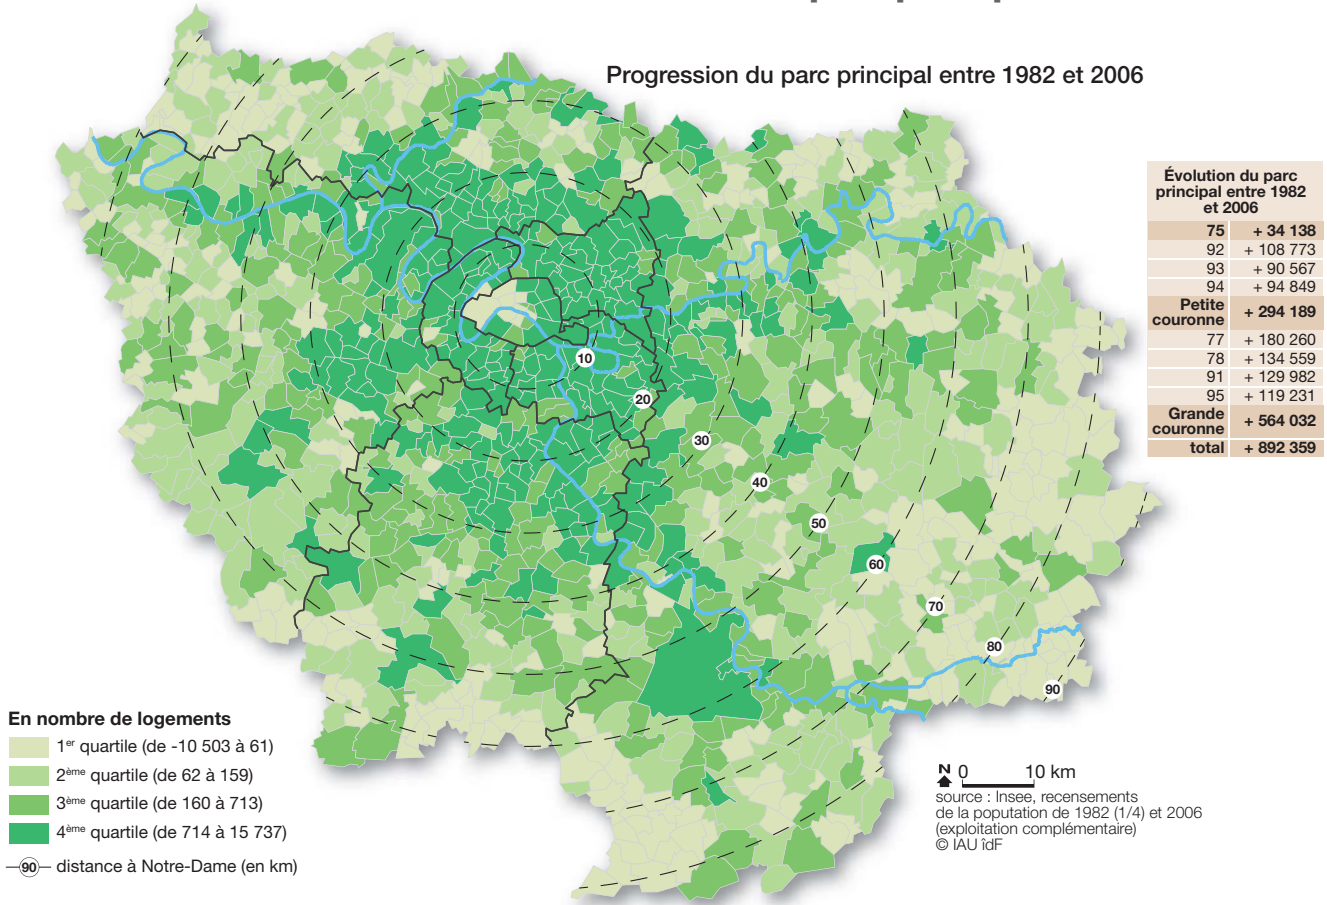 Progression du parc principal entre 1982 et 2006
Évolution du parc
principal entre 1982
et 2006
75 + 34 138
92 + 108 773
93 + 90 567
94 + 94 849
Petite
couronne + 294 189
77 + 180 260
78 + 134 559
91 + 129 982
95 + 119 231
Grande
couronne + 564 032
total + 892 359
10
20
30
40
50
60
70
80
90
En nombre de logements
1er quartile (de -10 503 à 61)
2ème quartile (de 62 à 159)
3ème quartile (de 160 à 713)
4ème quartile (de 714 à 15 737)
90 distance à Notre-Dame (en km)
N 0 10 km
source : Insee, recensements
de la population de 1982 (1/4) et 2006
(exploitation complémentaire)
© IAU îdF